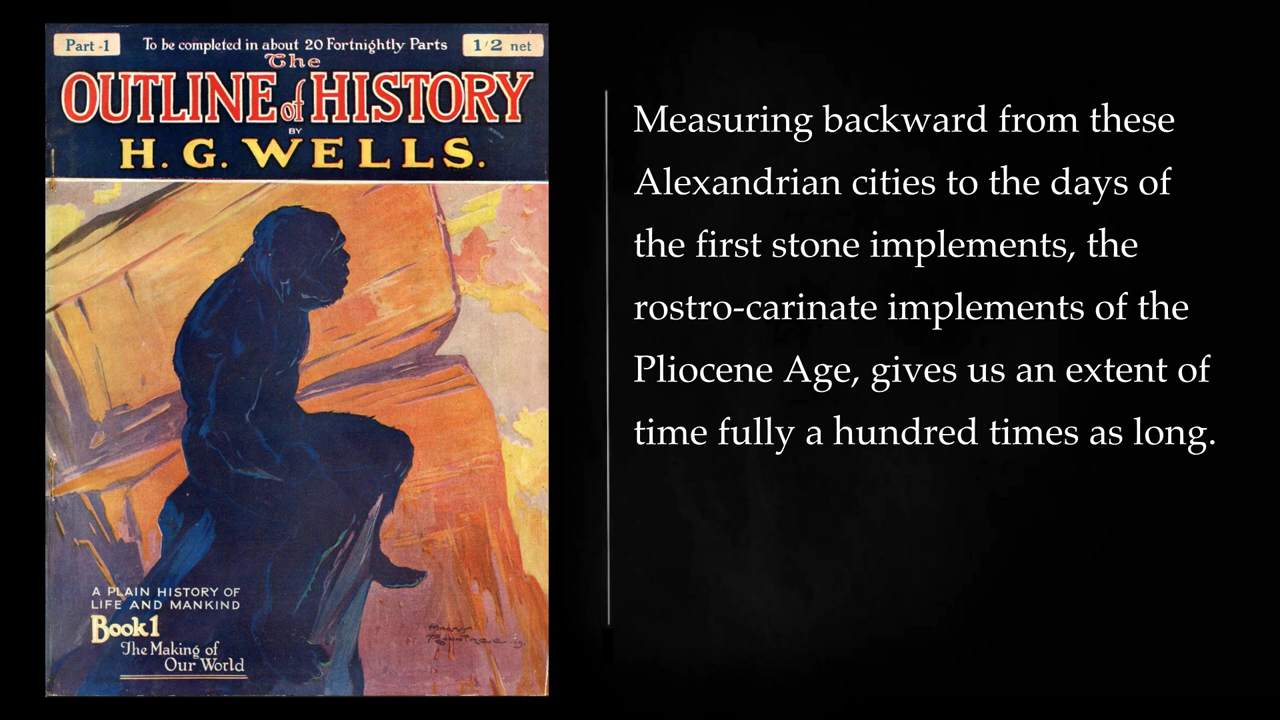 Part -1
To be completed in about 20 Fortnightly Parts
1/2 net
The
OUTLINE of HISTORY
BY
H. G. WELLS.
A PLAIN HISTORY OF
LIFE AND MANKIND
Book 1
The Making of
Our World
Measuring backward from these
Alexandrian cities to the days of
the first stone implements, the
rostro-carinate implements of the
Pliocene Age, gives us an extent of
time fully a hundred times as long.